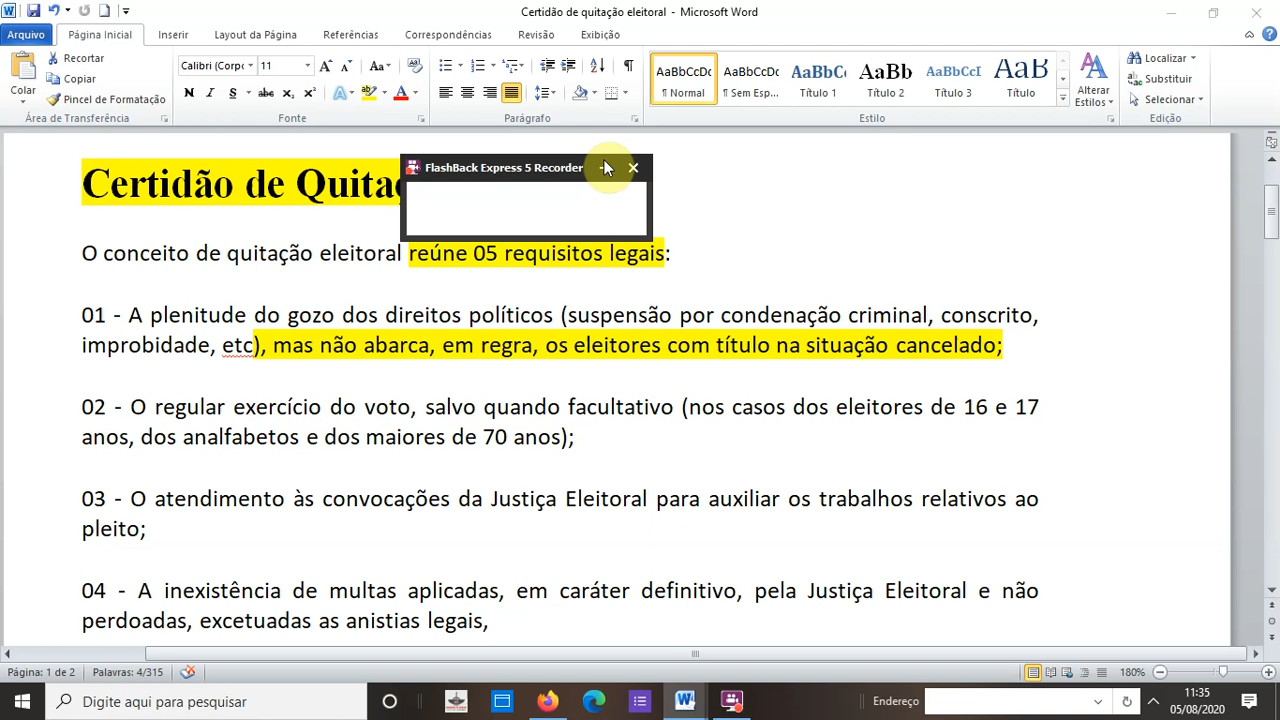 Certidão de quitação eleitoral - Microsoft Word
Arquivo Página Inicial Inserir Layout da Página Referências Correspondências Revisão Exibição
Colar
Recortar
Copiar
Pincel de Formatação
Área de Transferência
Calibri (Corpo 11
Fonte
Parágrafo
AaBbCcDc AaBbCcDc AaBbC AaBb AaBbCcI AaB
¶ Normal ¶ Sem Esp... Título 1 Título 2 Título 3 Título
Alterar
Estilos
Estilo
Localizar
Substituir
Selecionar
Edição
FlashBack Express 5 Recorder
Certidão de Quitaç
O conceito de quitação eleitoral reúne 05 requisitos legais:
01 - A plenitude do gozo dos direitos políticos (suspensão por condenação criminal, conscrito,
improbidade, etc), mas não abarca, em regra, os eleitores com título na situação cancelado;
02 - O regular exercício do voto, salvo quando facultativo (nos casos dos eleitores de 16 e 17
anos, dos analfabetos e dos maiores de 70 anos);
03 - O atendimento às convocações da Justiça Eleitoral para auxiliar os trabalhos relativos ao
pleito;
04 - A inexistência de multas aplicadas, em caráter definitivo, pela Justiça Eleitoral e não
perdoadas, excetuadas as anistias legais,
Página: 1 de 2 Palavras: 4/315 180%
Digite aqui para pesquisar
Endereço
11:35
05/08/2020